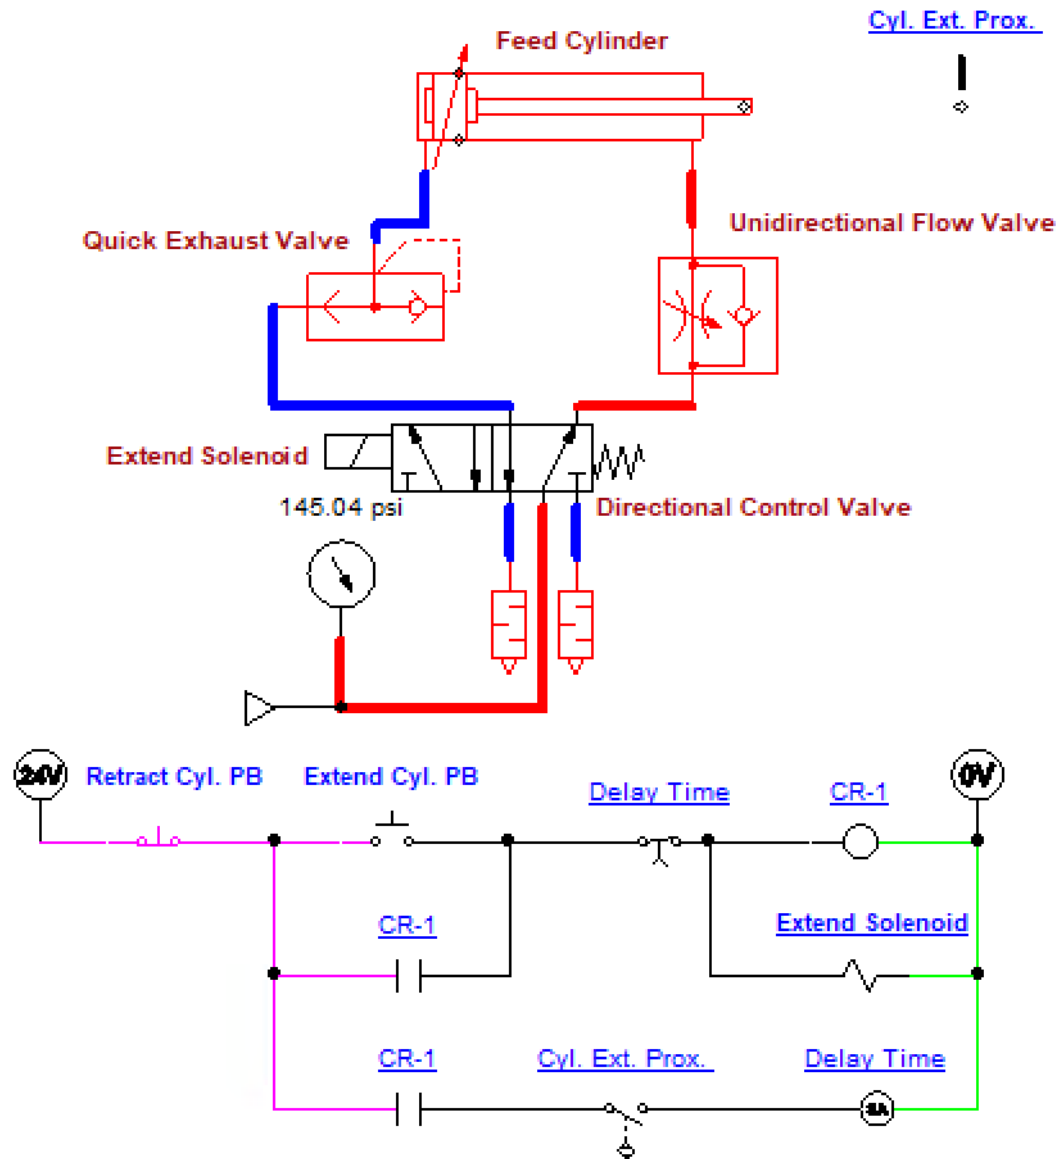 Cyl. Ext. Prox.
Feed Cylinder
Unidirectional Flow Valve
Quick Exhaust Valve
Extend Solenoid
145.04 psi
Directional Control Valve
24V
Retract Cyl. PB
Extend Cyl. PB
Delay Time
CR-1
0V
CR-1
Extend Solenoid
CR-1
Cyl. Ext. Prox.
Delay Time